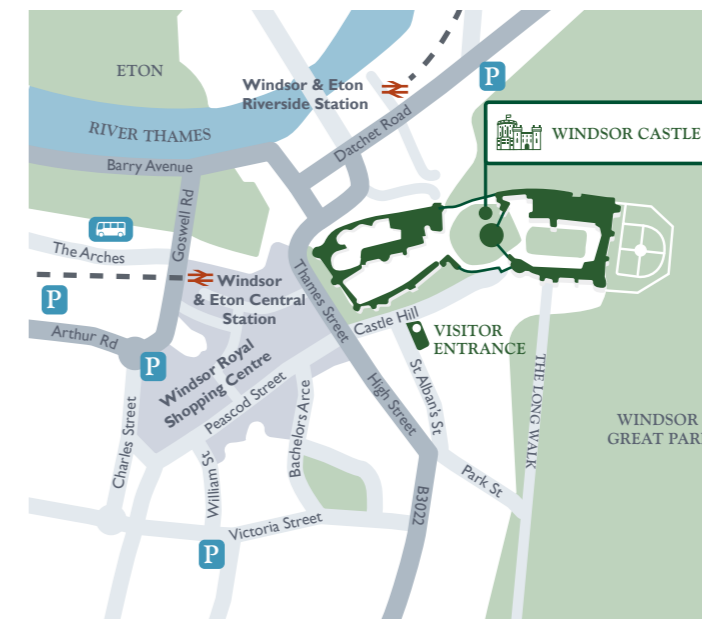 ETON
Windsor & Eton
Riverside Station
P
RIVER THAMES
Datchet Road
WINDSOR CASTLE
Barry Avenue
Goswell Rd
The Arches
Windsor
& Eton Central
Station
P
Thames Street
Castle Hill
VISITOR
ENTRANCE
Arthur Rd
P
Windsor Royal
Shopping Centre
Peascod Street
High Street
St Alban's St
THE LONG WALK
WINDSOR
GREAT PAR
Charles Street
William St
Bachelors Arce
Park St
B3022
Victoria Street
P